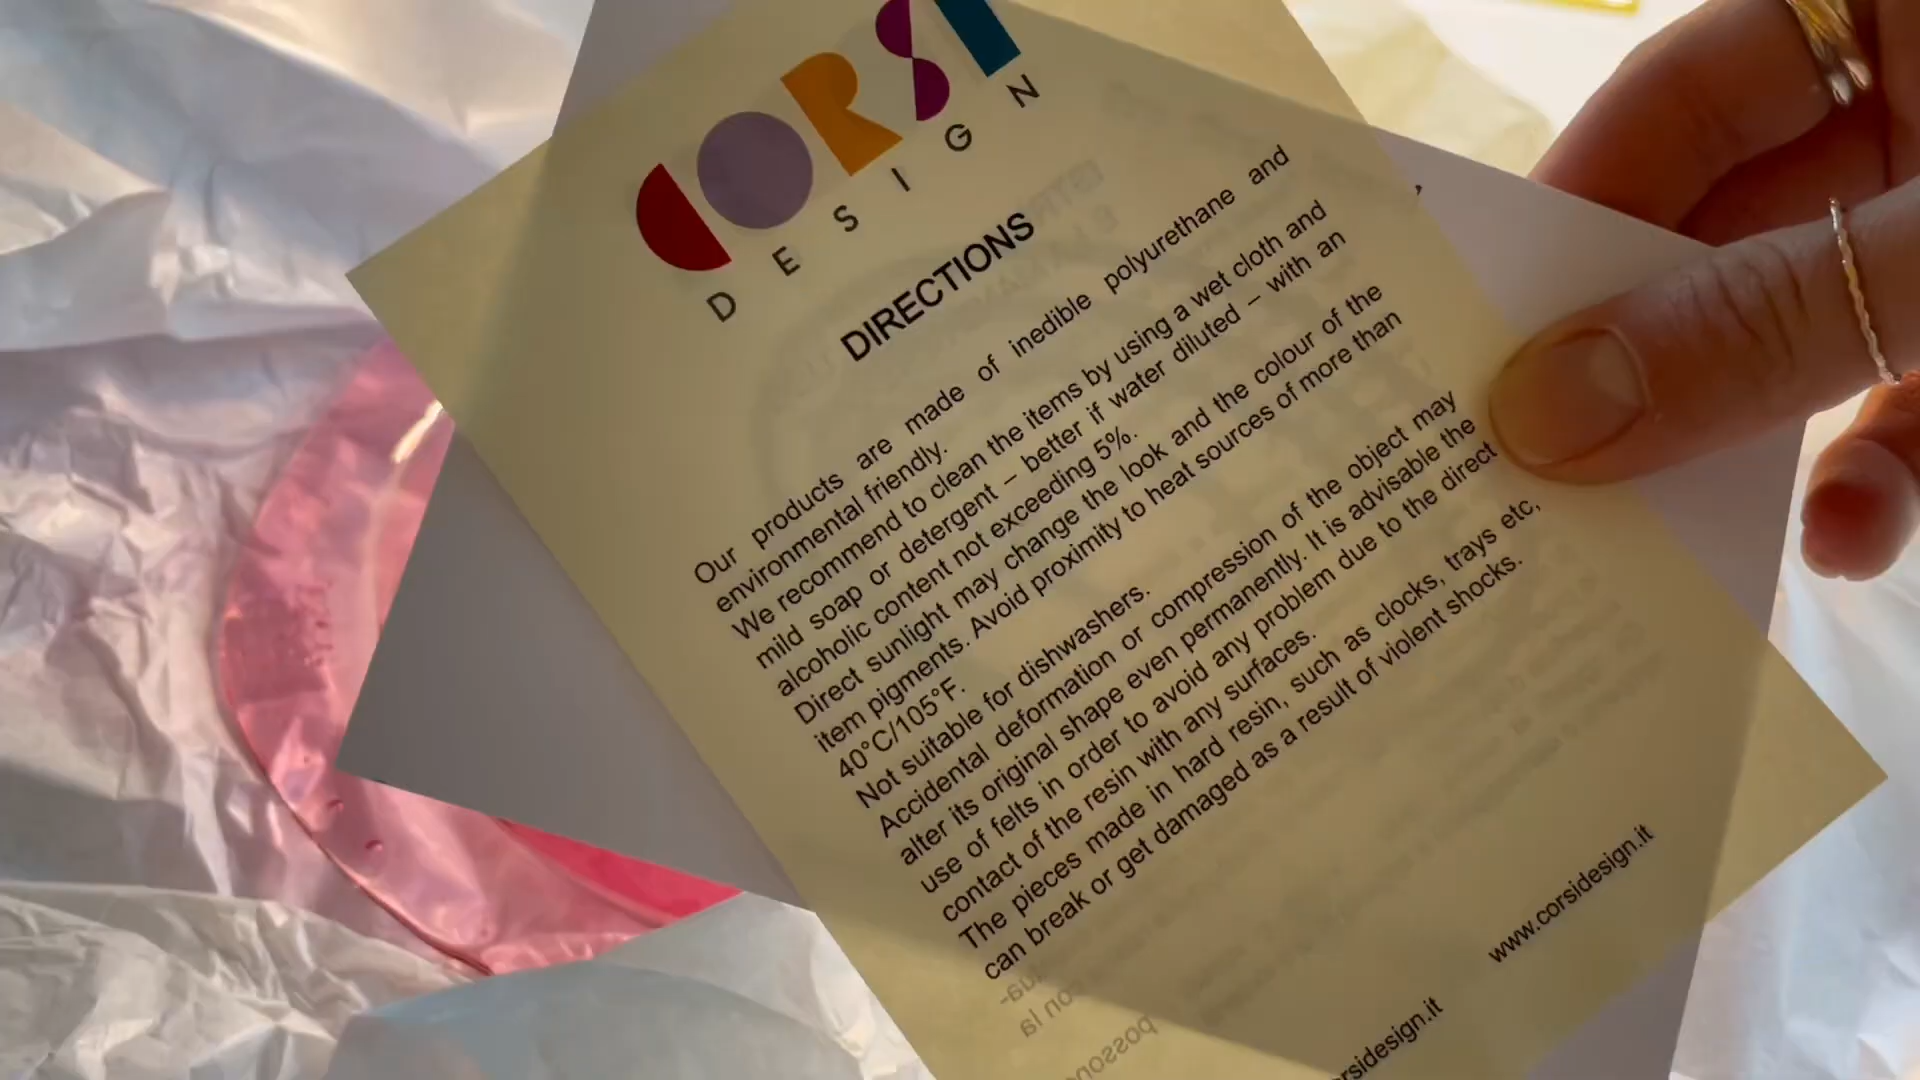 CORSI
DESIGN
DIRECTIONS
Our products are made of inedible polyurethane and
environmental friendly.
We recommend to clean the items by using a wet cloth and
mild soap or detergent – better if water diluted – with an
alcoholic content not exceeding 5%.
Direct sunlight may change the look and the colour of the
item pigments. Avoid proximity to heat sources of more than
40°C/105°F.
Not suitable for dishwashers.
Accidental deformation or compression of the object may
alter its original shape even permanently. It is advisable the
use of felts in order to avoid any problem due to the direct
contact of the resin with any surfaces.
The pieces made in hard resin, such as clocks, trays etc,
can break or get damaged as a result of violent shocks.
www.corsidesign.it
rsidesign.it